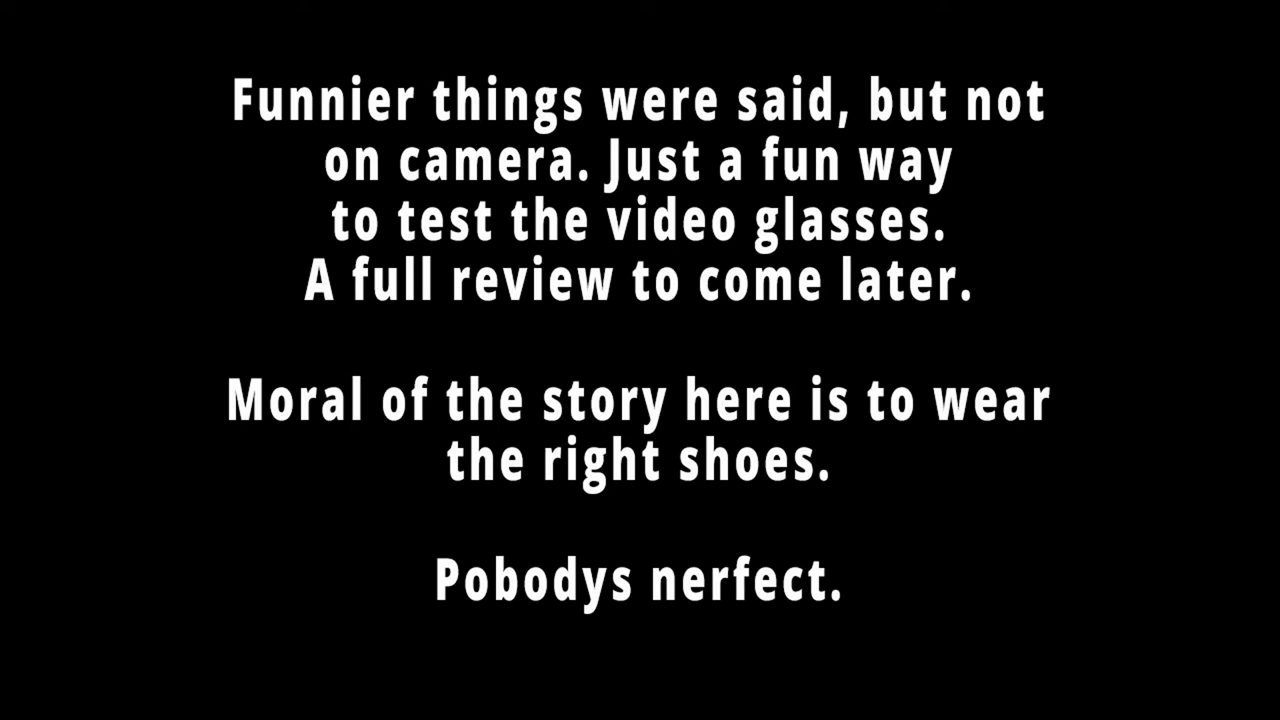 Funnier things were said, but not
on camera. Just a fun way
to test the video glasses.
A full review to come later.
Moral of the story here is to wear
the right shoes.
Pobodys nerfect.